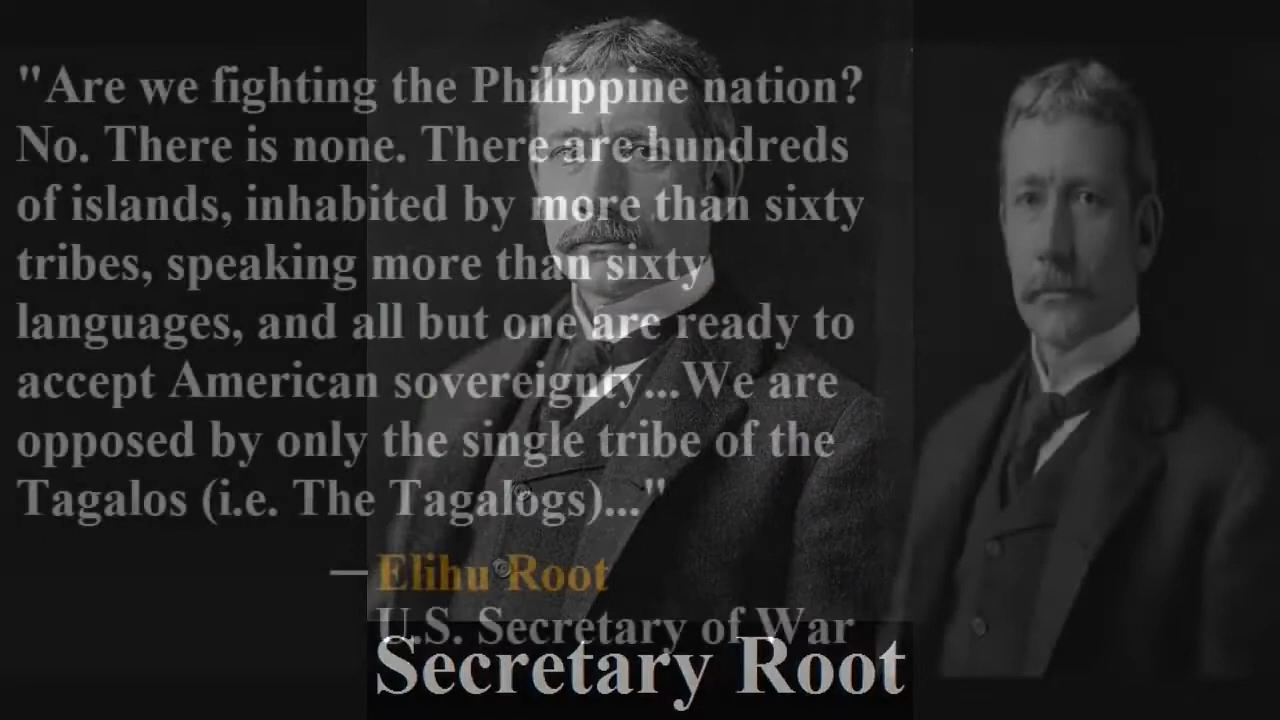 "Are we fighting the Philippine nation?
No. There is none. There are hundreds
of islands, inhabited by more than sixty
tribes, speaking more than sixty
languages, and all but one are ready to
accept American sovereignty...We are
opposed by only the single tribe of the
Tagalos (i.e. The Tagalogs)..."
— Elihu Root
U.S. Secretary of War
Secretary Root